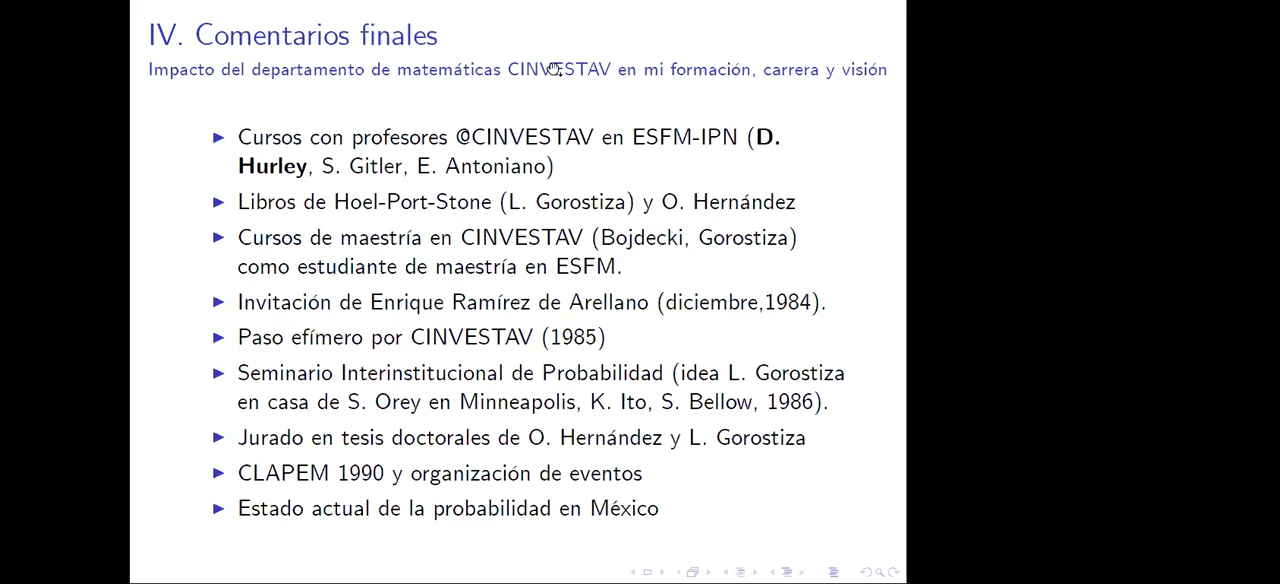 IV. Comentarios finales
Impacto del departamento de matemáticas CINVESTAV en mi formación, carrera y visión
► Cursos con profesores @CINVESTAV en ESFM-IPN (D.
Hurley, S. Gitler, E. Antoniano)
► Libros de Hoel-Port-Stone (L. Gorostiza) y O. Hernández
► Cursos de maestría en CINVESTAV (Bojdecki, Gorostiza)
como estudiante de maestría en ESFM.
► Invitación de Enrique Ramírez de Arellano (diciembre,1984).
► Paso efímero por CINVESTAV (1985)
► Seminario Interinstitucional de Probabilidad (idea L. Gorostiza
en casa de S. Orey en Minneapolis, K. Ito, S. Bellow, 1986).
► Jurado en tesis doctorales de O. Hernández y L. Gorostiza
► CLAPEM 1990 y organización de eventos
► Estado actual de la probabilidad en México